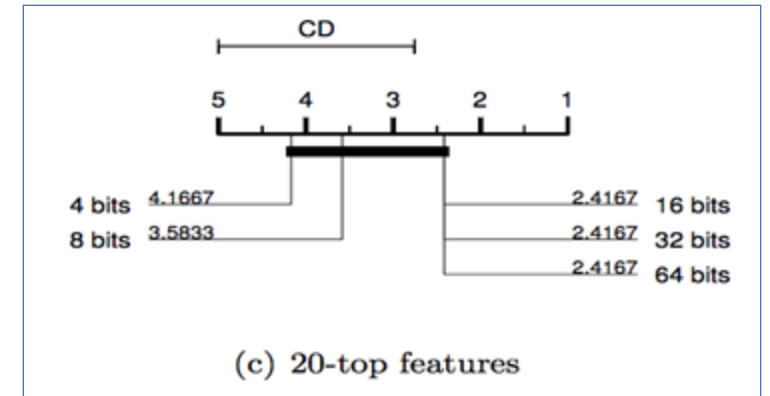 CD
5 4 3 2 1
4 bits 4.1667 2.4167 16 bits
8 bits 3.5833 2.4167 32 bits
2.4167 64 bits
(c) 20-top features